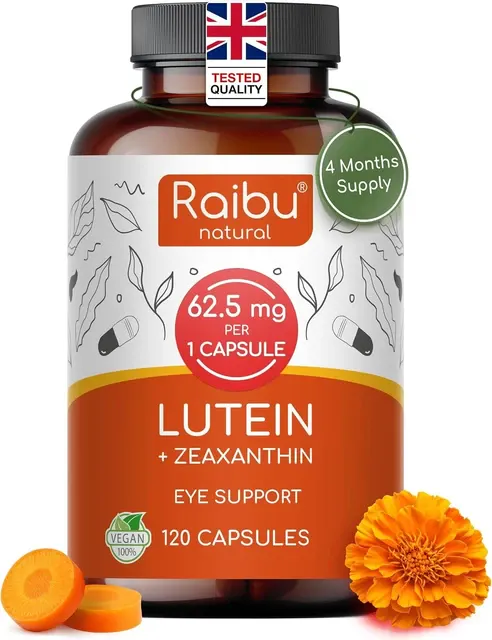 TESTED
QUALITY
4 Months
Supply
Raibu®
natural
62.5 mg
PER
1 CAPSULE
LUTEIN
+ ZEAXANTHIN
EYE SUPPORT
VEGAN
100%
120 CAPSULES